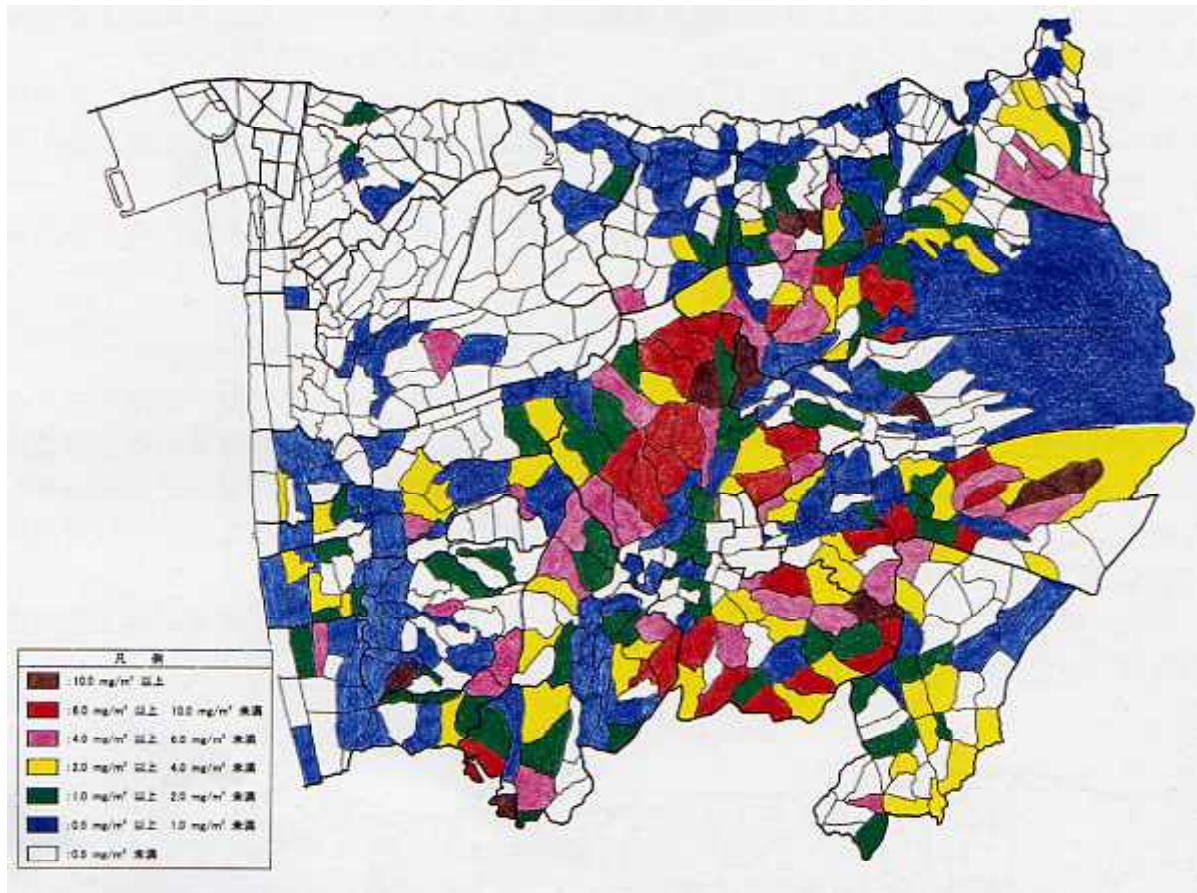 凡 例
:10.0 mg/m² 以上
:6.0 mg/m² 以上 10.0 mg/m² 未満
:4.0 mg/m² 以上 6.0 mg/m² 未満
:2.0 mg/m² 以上 4.0 mg/m² 未満
:1.0 mg/m² 以上 2.0 mg/m² 未満
:0.5 mg/m² 以上 1.0 mg/m² 未満
:0.5 mg/m² 未満